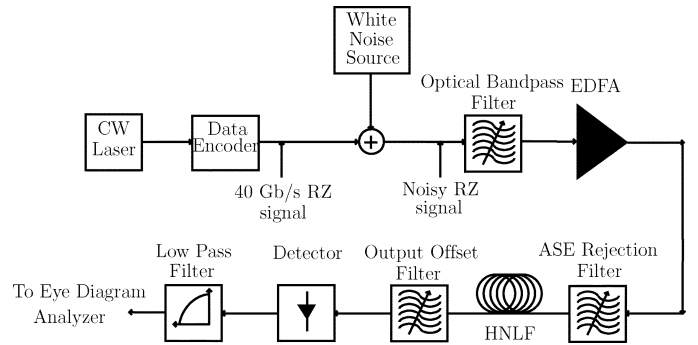 White
Noise
Source
Optical Bandpass
Filter
EDFA
CW
Laser
Data
Encoder
+
40 Gb/s RZ
signal
Noisy RZ
signal
Low Pass
Filter
Detector
Output Offset
Filter
ASE Rejection
Filter
To Eye Diagram
Analyzer
HNLF